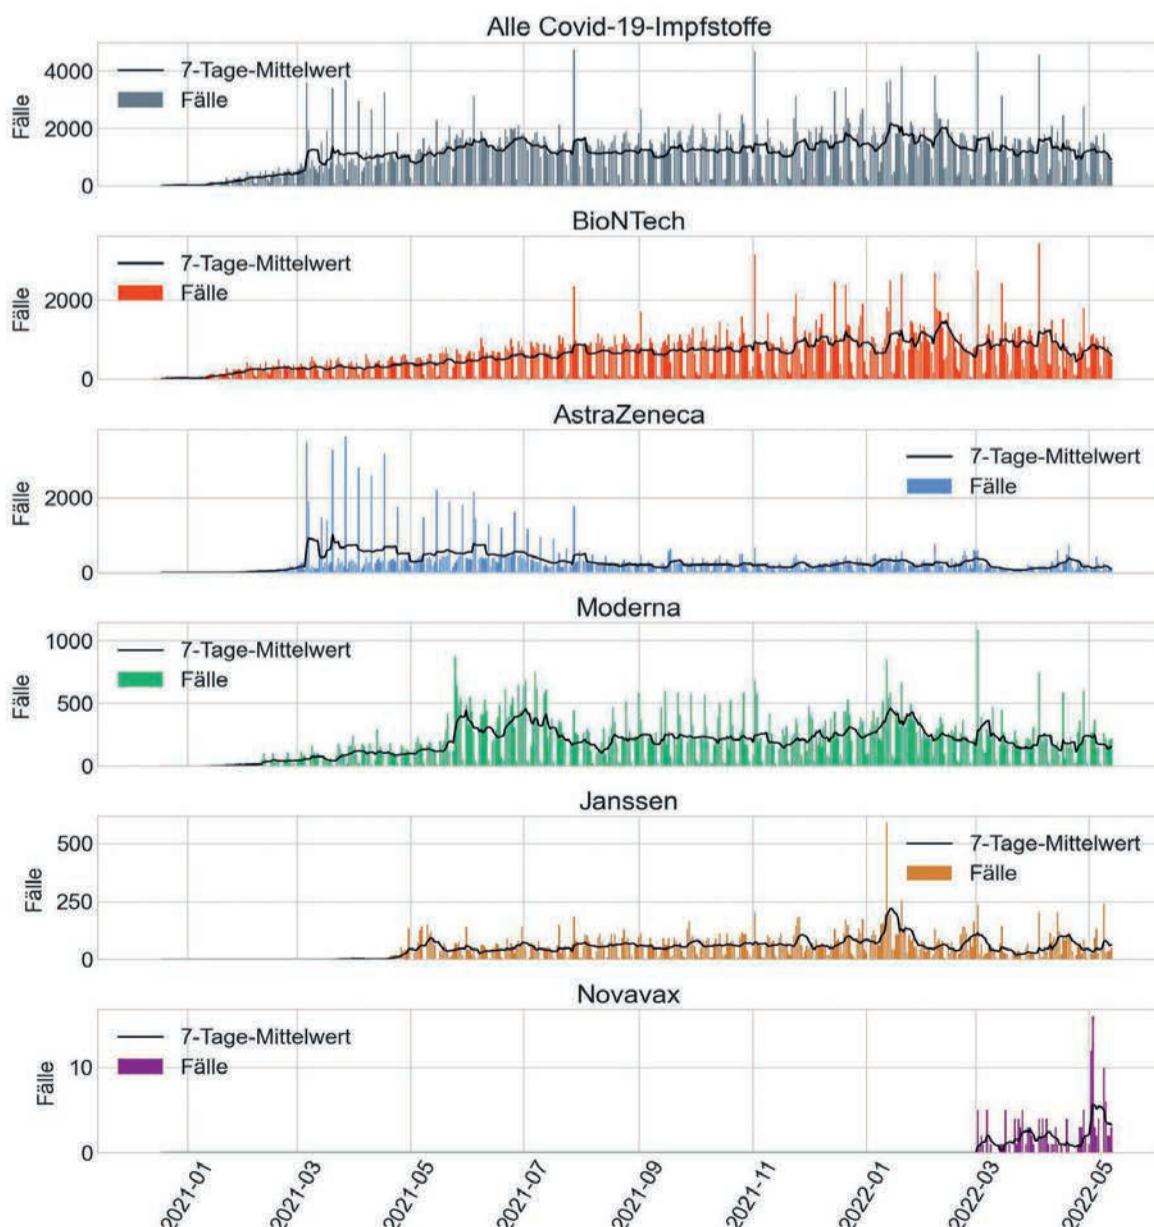 Alle Covid-19-Impfstoffe
4000
2000
0
Fälle
7-Tage-Mittelwert
Fälle
BioNTech
2000
0
Fälle
7-Tage-Mittelwert
Fälle
AstraZeneca
2000
0
Fälle
7-Tage-Mittelwert
Fälle
Moderna
1000
500
0
Fälle
7-Tage-Mittelwert
Fälle
Janssen
500
250
0
Fälle
7-Tage-Mittelwert
Fälle
Novavax
10
0
Fälle
7-Tage-Mittelwert
Fälle
2021-01
2021-03
2021-05
2021-07
2021-09
2021-11
2022-01
2022-03
2022-05